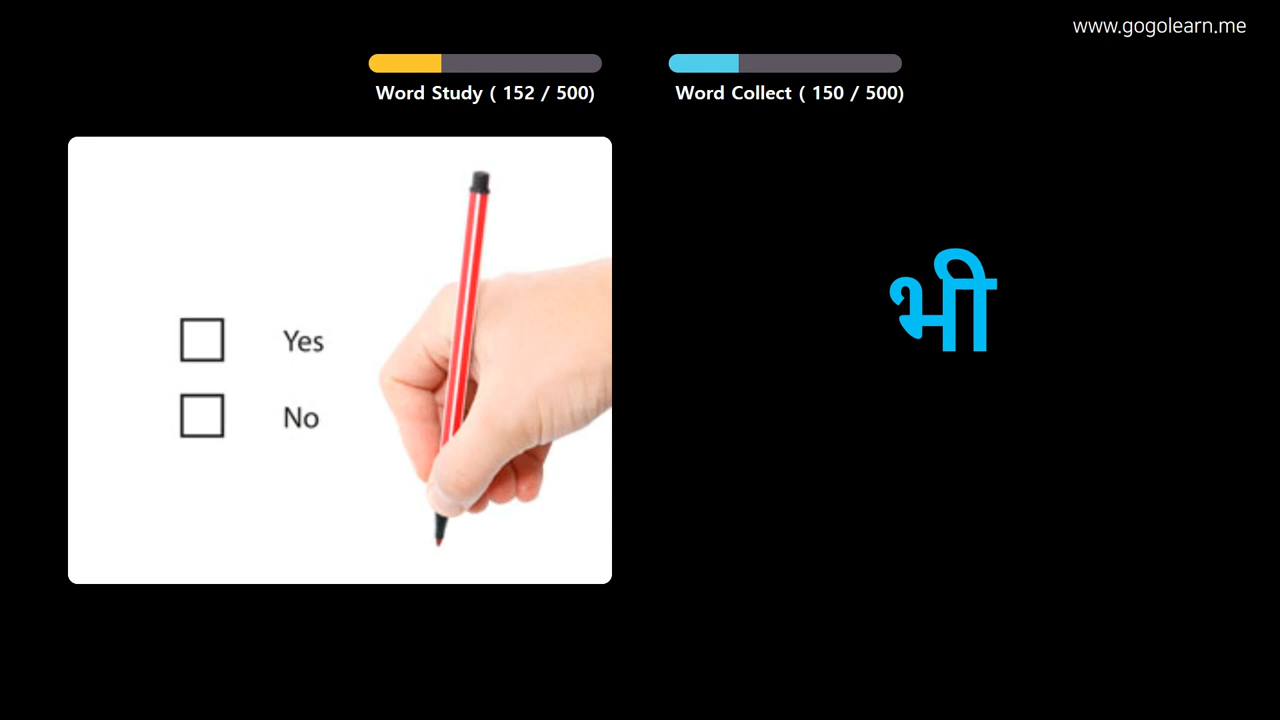 www.gogolearn.me
Word Study ( 152 / 500)
Word Collect ( 150 / 500)
Yes
No
भी